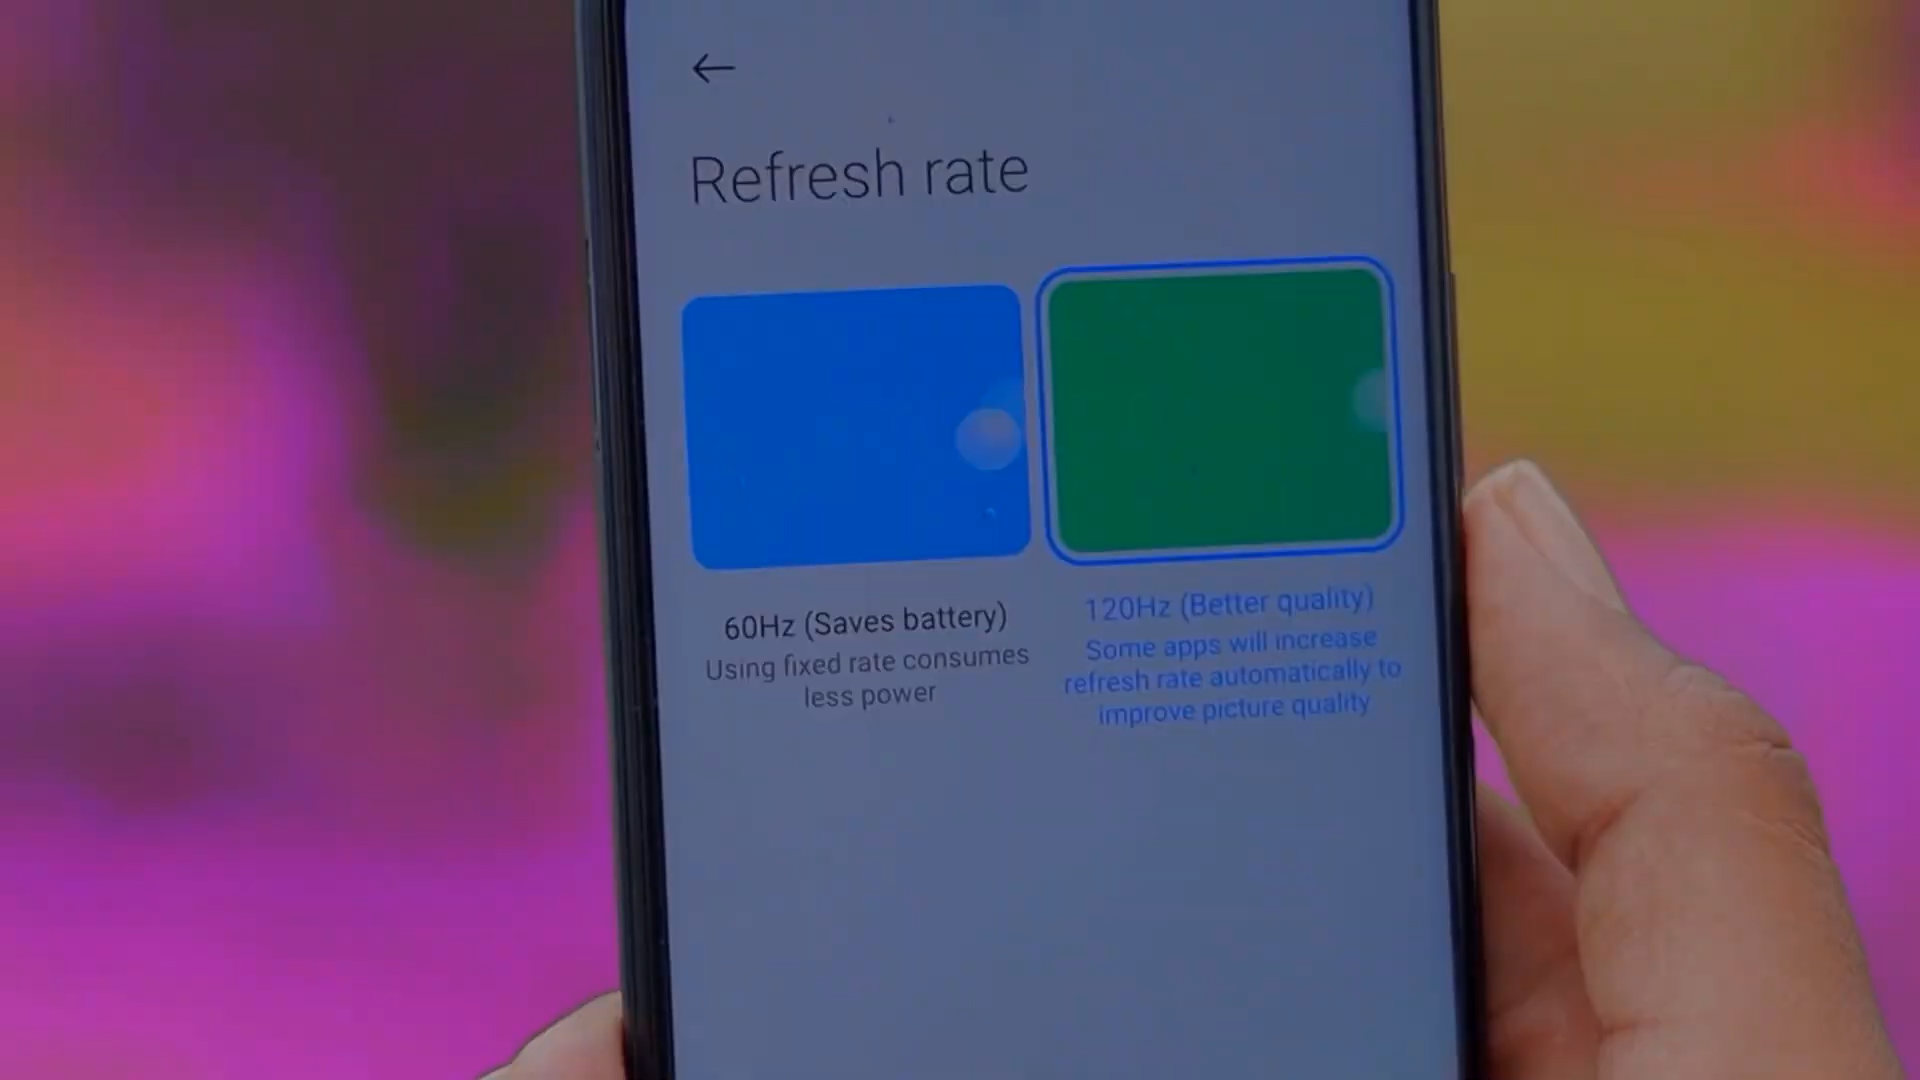 Refresh rate
60Hz (Saves battery)
Using fixed rate consumes
less power
120Hz (Better quality)
Some apps will increase
refresh rate automatically to
improve picture quality